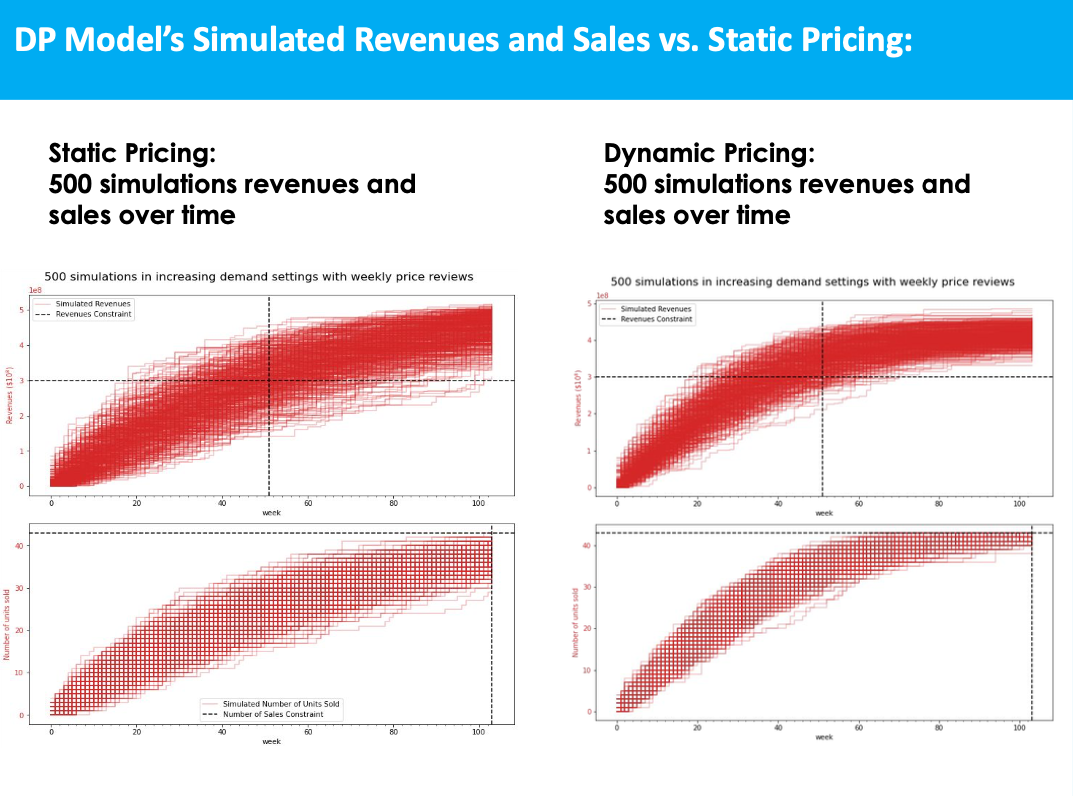 DP Model's Simulated Revenues and Sales vs. Static Pricing:
Static Pricing:
500 simulations revenues and
sales over time
Dynamic Pricing:
500 simulations revenues and
sales over time
500 simulations in increasing demand settings with weekly price reviews
1e8
Simulated Revenues
Revenues Constraint
5
4
3
2
1
0
Revenues ($10⁸)
0 20 40 60 80 100
week
40
30
20
10
0
Number of units sold
Simulated Number of Units Sold
Number of Sales Constraint
0 20 40 60 80 100
week
500 simulations in increasing demand settings with weekly price reviews
1e8
Simulated Revenues
Revenues Constraint
5
4
3
2
1
0
Revenues ($10⁸)
0 20 40 60 80 100
week
40
30
20
10
0
Number of units sold
0 20 40 60 80 100
week